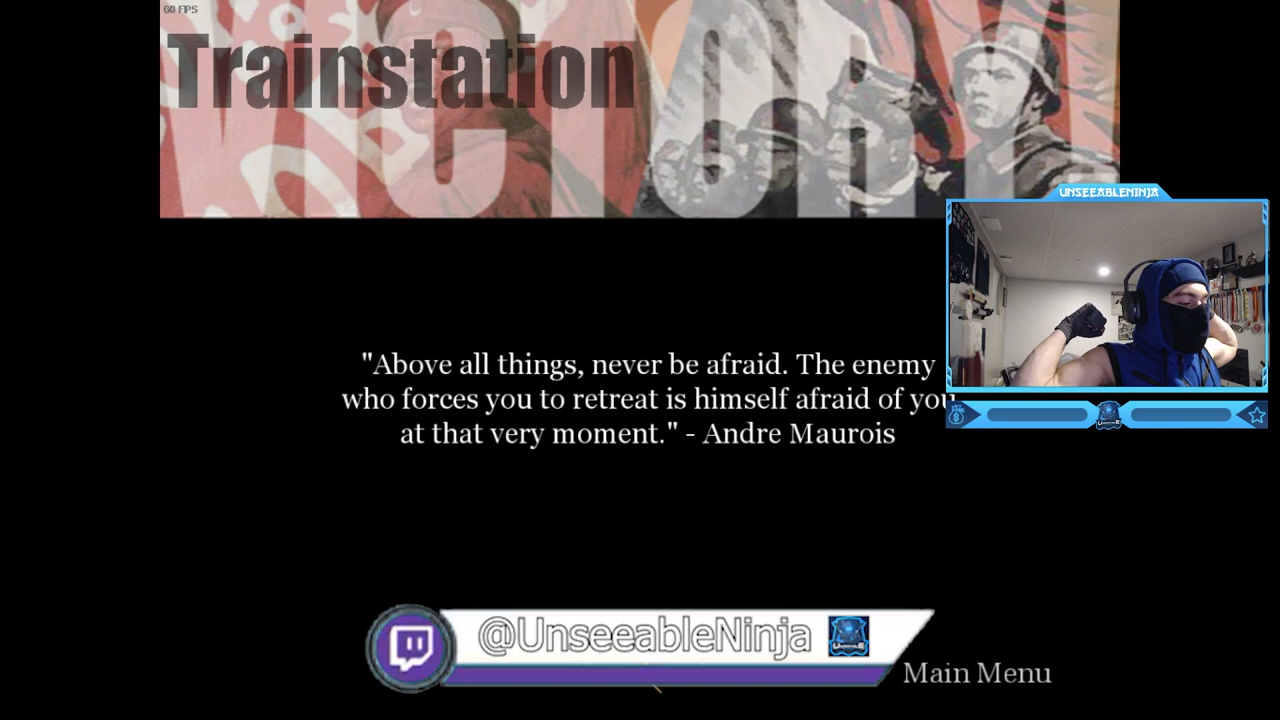 60 FPS
VICTORY
Trainstation
UNSEEABLENINJA
"Above all things, never be afraid. The enemy
who forces you to retreat is himself afraid of you
at that very moment." - Andre Maurois
@UnseeableNinja
Main Menu